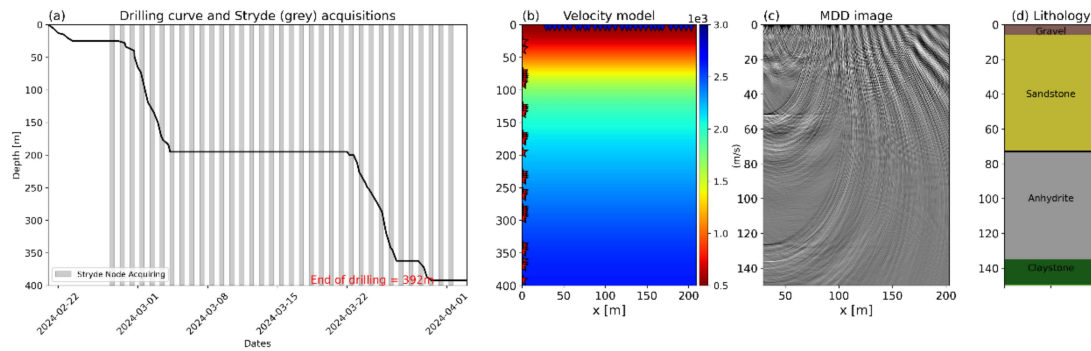 (a) Drilling curve and Stryde (grey) acquisitions
0
50
100
150
200
250
300
350
400
Depth [m]
Stryde Node Acquiring
End of drilling = 392m
2024-02-22
2024-03-01
2024-03-08
2024-03-15
2024-03-22
2024-04-01
Dates
(b) Velocity model
0
50
100
150
200
250
300
350
400
0 50 100 150 200
x [m]
1e3
3.0
2.5
2.0
1.5
1.0
0.5
(m/s)
(c) MDD image
0
20
40
60
80
100
120
140
50 100 150 200
x [m]
(d) Lithology
0
20
40
60
80
100
120
140
Gravel
Sandstone
Anhydrite
Claystone